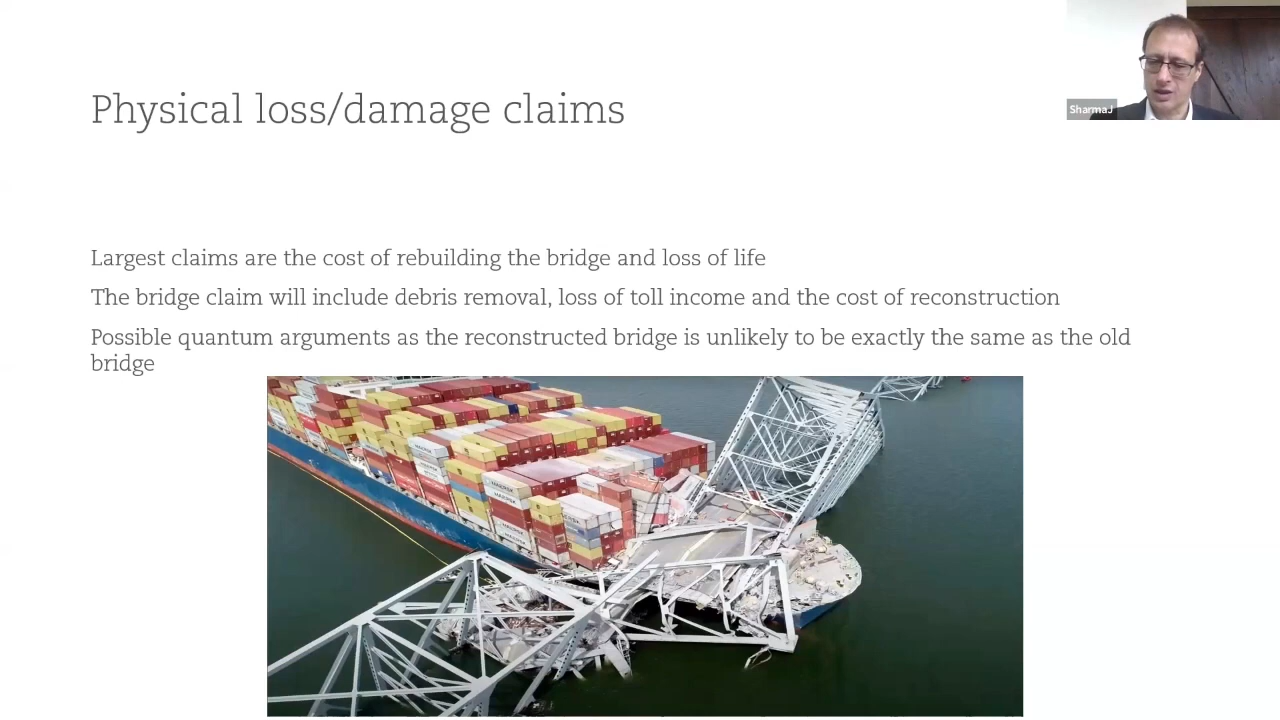 Physical loss/damage claims
SharmaJ
Largest claims are the cost of rebuilding the bridge and loss of life
The bridge claim will include debris removal, loss of toll income and the cost of reconstruction
Possible quantum arguments as the reconstructed bridge is unlikely to be exactly the same as the old
bridge